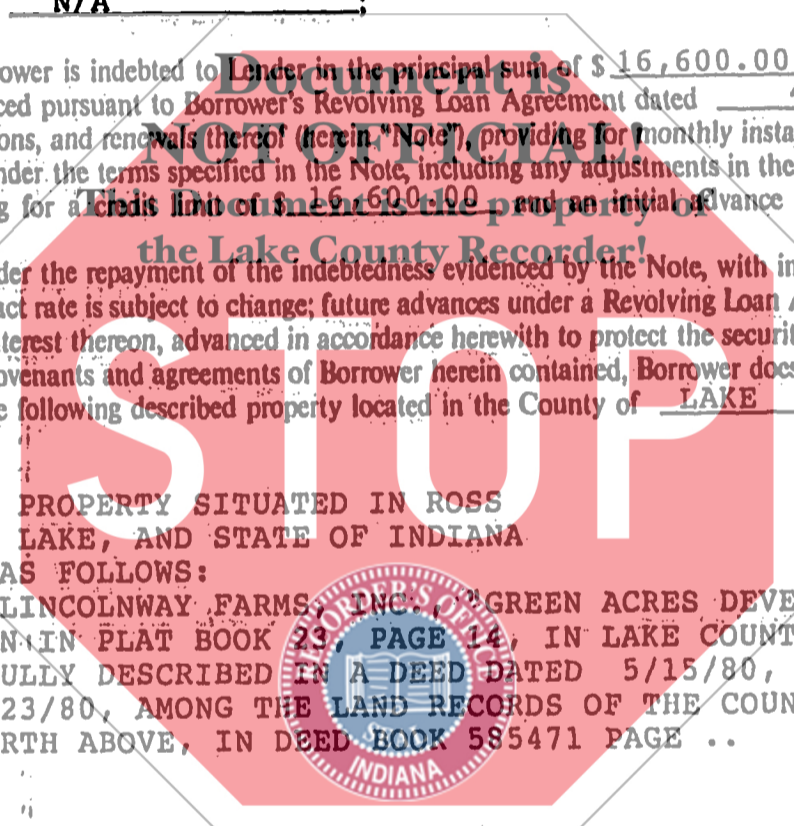 N/A ;
ower is indebted to Lender in the principal sum of $ 16,600.00
ced pursuant to Borrower's Revolving Loan Agreement dated
ons, and renewals thereof (herein "Note"), providing for monthly insta
nder the terms specified in the Note, including any adjustments in the
g for a credit limit of $ 16,600.00 and an initial advance
Document is
NOT OFFICIAL!
This Document is the property of
the Lake County Recorder!
der the repayment of the indebtedness evidenced by the Note, with in
act rate is subject to change; future advances under a Revolving Loan A
terest thereon, advanced in accordance herewith to protect the securit
ovenants and agreements of Borrower herein contained, Borrower does
e following described property located in the County of LAKE
STOP
PROPERTY SITUATED IN ROSS
LAKE, AND STATE OF INDIANA
AS FOLLOWS:
LINCOLNWAY FARMS, INC., "GREEN ACRES DEVE
N IN PLAT BOOK 23, PAGE 14, IN LAKE COUNT
ULLY DESCRIBED IN A DEED DATED 5/15/80,
23/80, AMONG THE LAND RECORDS OF THE COUN
RTH ABOVE, IN DEED BOOK 585471 PAGE ..
RECORDER'S OFFICE
SEAL
INDIANA